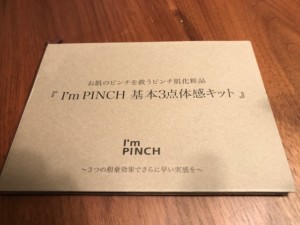 お肌のピンチを救うピンチ肌化粧品
『 I'm PINCH 基本3点体感キット 』
I'm
PINCH
～3つの相乗効果でさらに早い実感を～